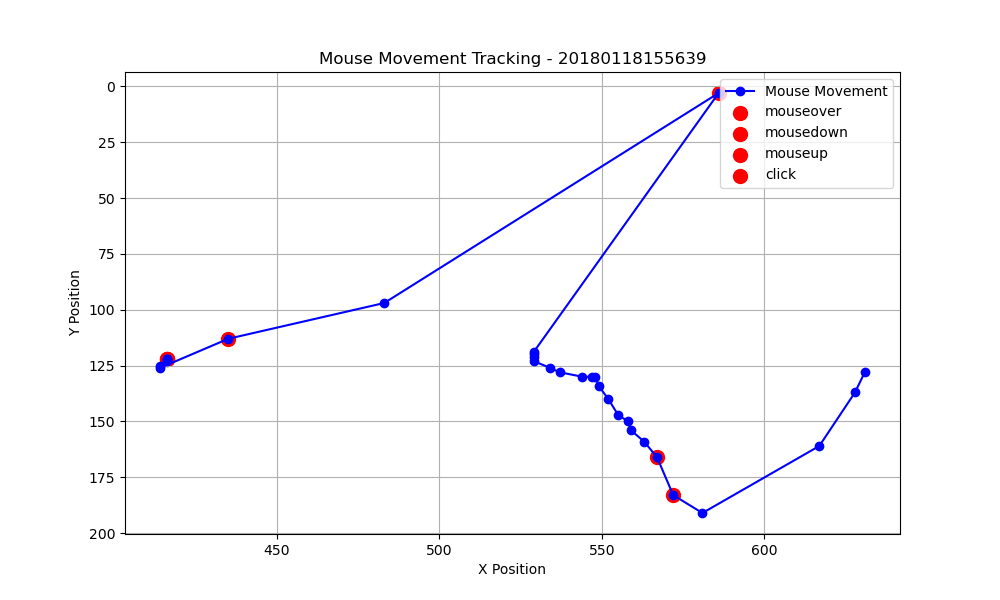 Mouse Movement Tracking - 20180118155639
Mouse Movement
mouseover
mousedown
mouseup
click
Y Position
0
25
50
75
100
125
150
175
200
450
500
550
600
X Position